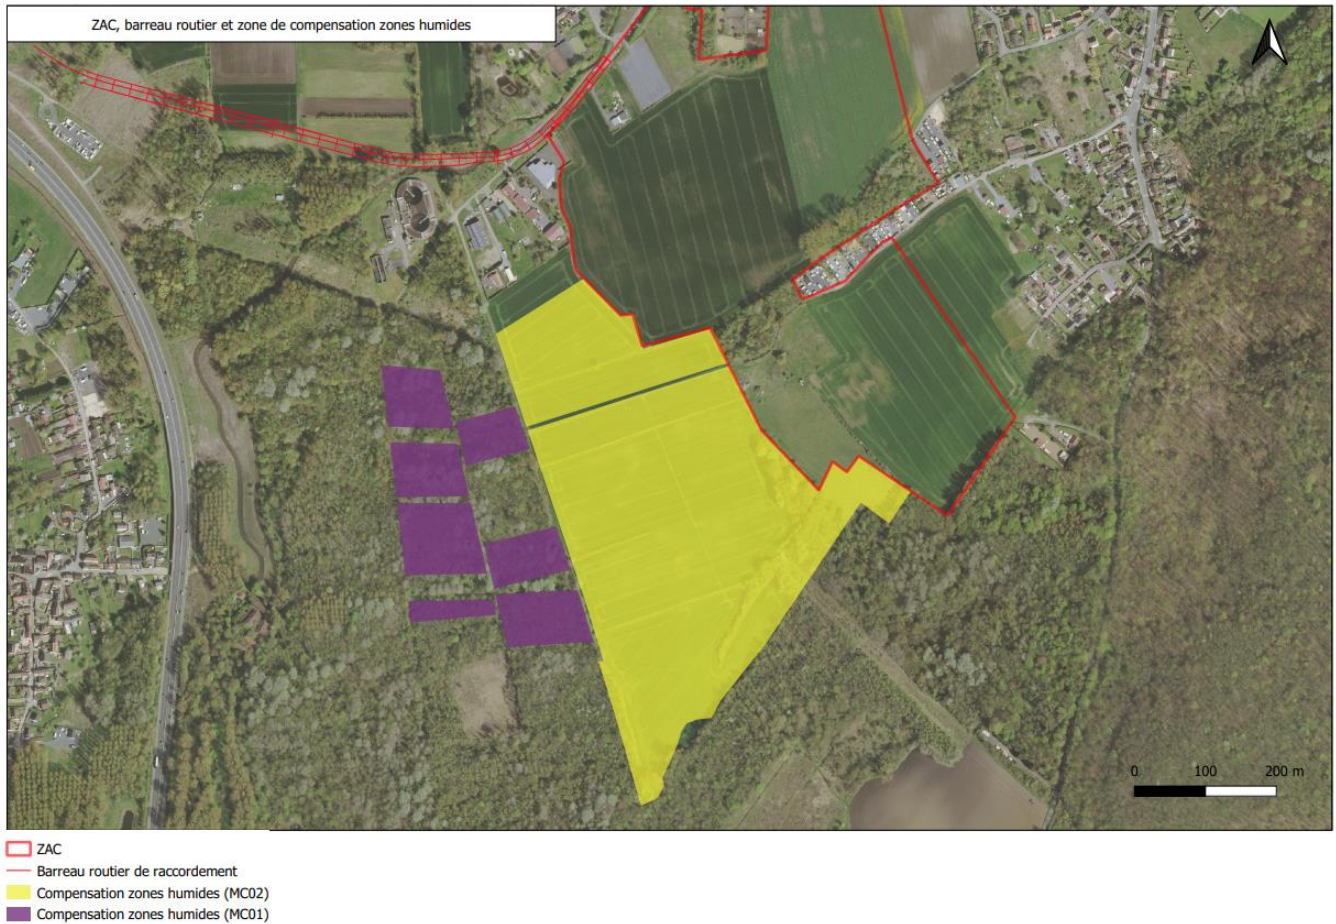 ZAC, barreau routier et zone de compensation zones humides
0 100 200 m
ZAC
Barreau routier de raccordement
Compensation zones humides (MC02)
Compensation zones humides (MC01)